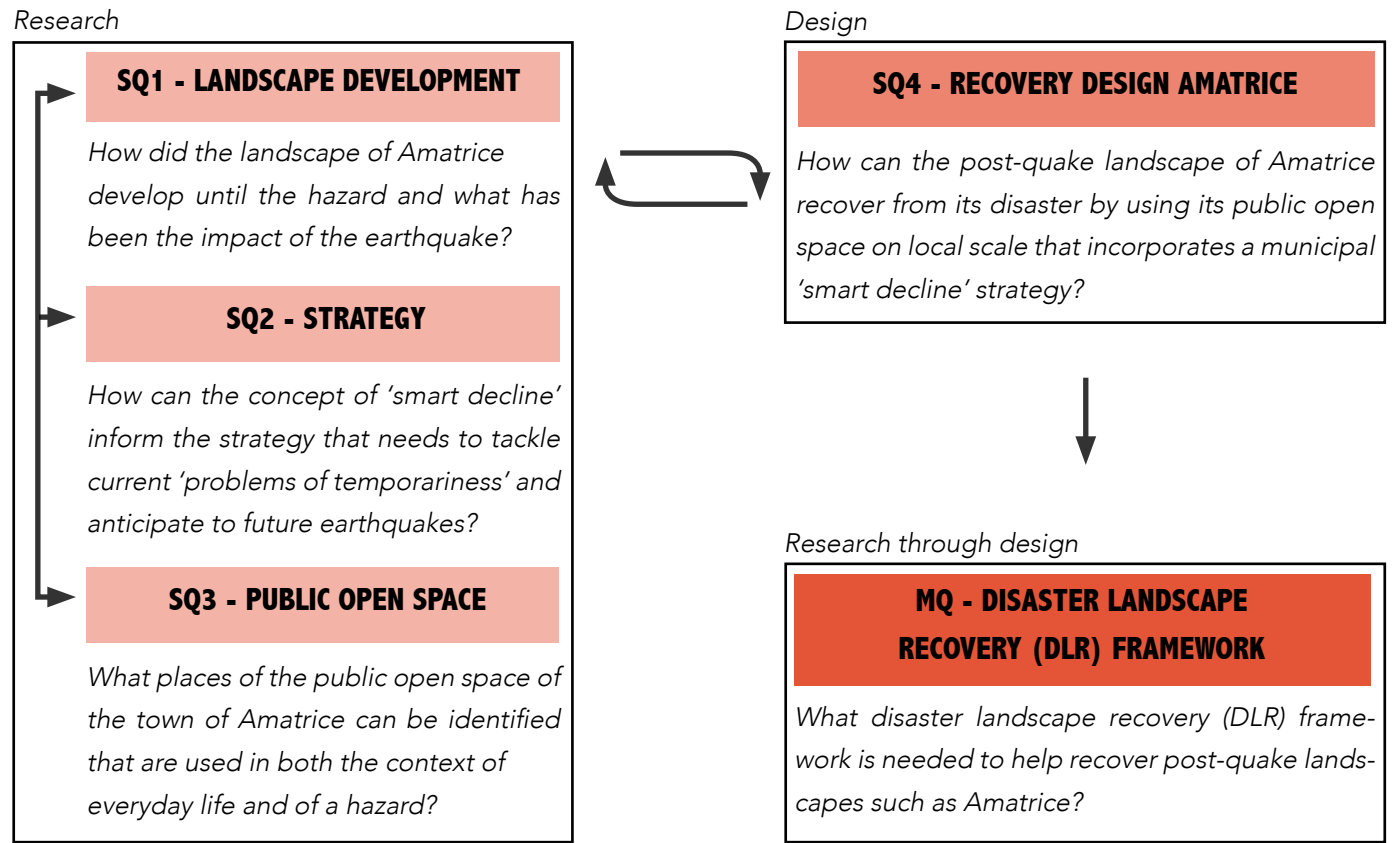 Research
SQ1 - LANDSCAPE DEVELOPMENT
How did the landscape of Amatrice
develop until the hazard and what has
been the impact of the earthquake?
SQ2 - STRATEGY
How can the concept of ‘smart decline’
inform the strategy that needs to tackle
current ‘problems of temporariness’ and
anticipate to future earthquakes?
SQ3 - PUBLIC OPEN SPACE
What places of the public open space of
the town of Amatrice can be identified
that are used in both the context of
everyday life and of a hazard?
Design
SQ4 - RECOVERY DESIGN AMATRICE
How can the post-quake landscape of Amatrice
recover from its disaster by using its public open
space on local scale that incorporates a municipal
‘smart decline’ strategy?
Research through design
MQ - DISASTER LANDSCAPE
RECOVERY (DLR) FRAMEWORK
What disaster landscape recovery (DLR) frame-
work is needed to help recover post-quake lands-
capes such as Amatrice?